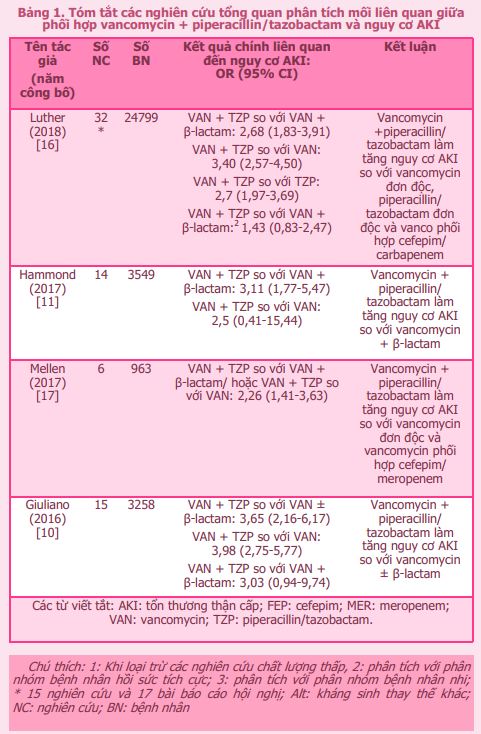 Bảng 1. Tóm tắt các nghiên cứu tổng quan phân tích mối liên quan giữa
phối hợp vancomycin + piperacillin/tazobactam và nguy cơ AKI
Tên tác giả (năm công bố)
Số NC
Số BN
Kết quả chính liên quan đến nguy cơ AKI: OR (95% CI)
Kết luận
Luther
(2018)
[16]
32
*
24799
VAN + TZP so với VAN +
β-lactam: 2,68 (1,83-3,91)
VAN + TZP so với VAN:
3,40 (2,57-4,50)
VAN + TZP so với TZP:
2,7 (1,97-3,69)
VAN + TZP so với VAN +
β-lactam:2 1,43 (0,83-2,47)
Vancomycin
+piperacillin/
tazobactam làm
tăng nguy cơ AKI
so với vancomycin
đơn độc,
piperacillin/
tazobactam đơn
độc và vanco phối
hợp cefepim/
carbapenem
Hammond
(2017)
[11]
14
3549
VAN + TZP so với VAN +
β-lactam: 3,11 (1,77-5,47)
VAN + TZP so với VAN:
2,5 (0,41-15,44)
Vancomycin +
piperacillin/
tazobactam làm
tăng nguy cơ AKI
so với vancomycin
+ β-lactam
Mellen
(2017)
[17]
6
963
VAN + TZP so với VAN +
β-lactam/ hoặc VAN + TZP so
với VAN: 2,26 (1,41-3,63)
Vancomycin +
piperacillin/
tazobactam làm
tăng nguy cơ AKI
so với vancomycin
đơn độc và
vancomycin phối
hợp cefepim/
meropenem
Giuliano
(2016)
[10]
15
3258
VAN + TZP so với VAN ±
β-lactam: 3,65 (2,16-6,17)
VAN + TZP so với VAN:
3,98 (2,75-5,77)
VAN + TZP so với VAN +
β-lactam: 3,03 (0,94-9,74)
Vancomycin +
piperacillin/
tazobactam làm
tăng nguy cơ AKI
so với vancomycin
± β-lactam
Các từ viết tắt: AKI: tổn thương thận cấp; FEP: cefepim; MER: meropenem;
VAN: vancomycin; TZP: piperacillin/tazobactam.
Chú thích: 1: Khi loại trừ các nghiên cứu chất lượng thấp, 2: phân tích với phân
nhóm bệnh nhân hồi sức tích cực; 3: phân tích với phân nhóm bệnh nhân nhi;
* 15 nghiên cứu và 17 bài báo cáo hội nghị; Alt: kháng sinh thay thế khác;
NC: nghiên cứu; BN: bệnh nhân